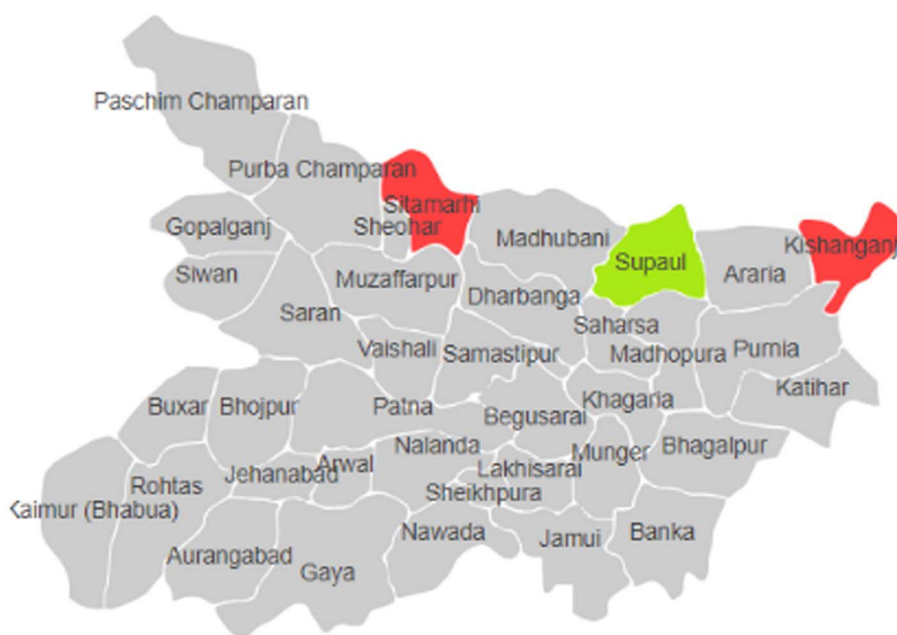 Paschim Champaran
Purba Champaran
Sitamarhi
Sheohar
Gopalganj
Madhubani
Kishanganj
Supaul
Araria
Siwan
Muzaffarpur
Dharbanga
Saran
Saharsa
Vaishali
Samastipur
Madhopura
Purnia
Katihar
Buxar
Bhojpur
Patna
Khagaria
Begusarai
Nalanda
Munger
Bhagalpur
Arwal
Jehanabad
Lakhisarai
Rohtas
Sheikhpura
Kaimur (Bhabua)
Nawada
Jamui
Banka
Aurangabad
Gaya